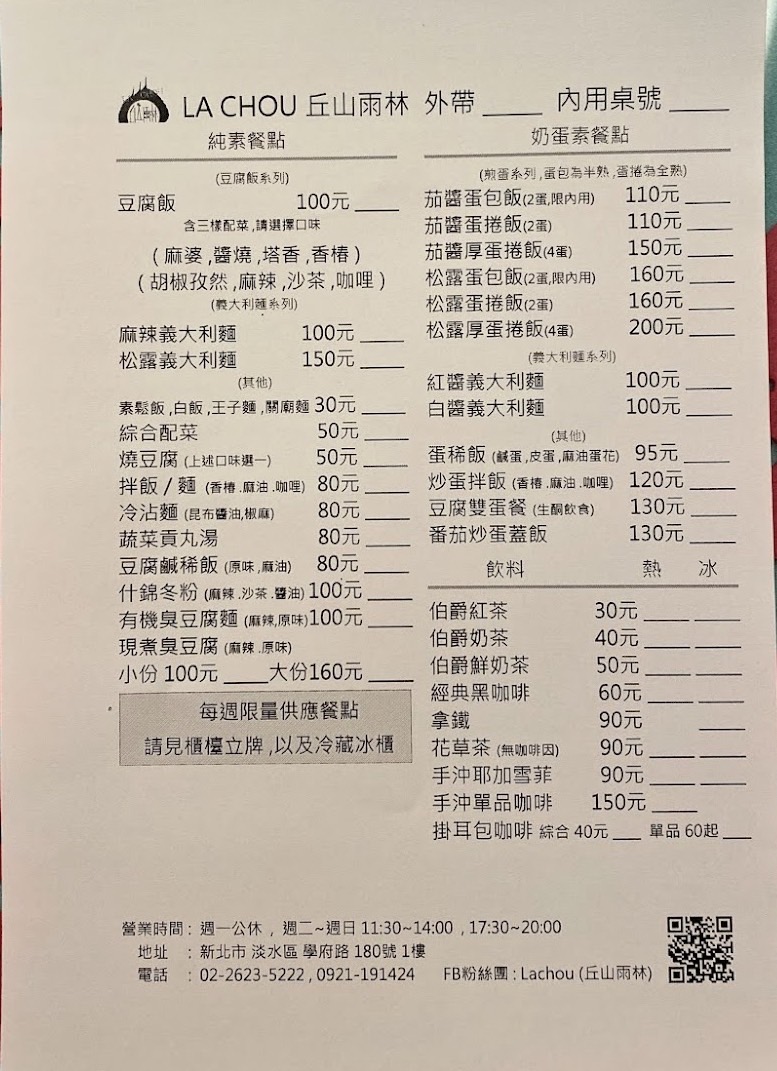 LA CHOU 丘山雨林 外帶 _____ 內用桌號 _____
純素餐點
(豆腐飯系列)
豆腐飯 100元 ____
含三樣配菜 ,請選擇口味
( 麻婆 ,醬燒 ,塔香 ,香椿 )
( 胡椒孜然 ,麻辣 ,沙茶 ,咖哩 )
(義大利麵系列)
麻辣義大利麵 100元 ____
松露義大利麵 150元 ____
(其他)
素鬆飯 ,白飯 ,王子麵 ,關廟麵 30元 ____
綜合配菜 50元 ____
燒豆腐 (上述口味選一) 50元 ____
拌飯 / 麵 (香椿 .麻油 .咖哩) 80元 ____
冷沾麵 (昆布醬油,椒麻) 80元 ____
蔬菜貢丸湯 80元 ____
豆腐鹹稀飯 (原味 ,麻油) 80元 ____
什錦冬粉 (麻辣 .沙茶 .醬油) 100元 ____
有機臭豆腐麵 (麻辣,原味) 100元 ____
現煮臭豆腐 (麻辣 .原味)
小份 100元 ____ 大份160元 ____
每週限量供應餐點
請見櫃檯立牌 ,以及冷藏冰櫃
奶蛋素餐點
(煎蛋系列 ,蛋包為半熟 ,蛋捲為全熟)
茄醬蛋包飯(2蛋,限內用) 110元 ____
茄醬蛋捲飯(2蛋) 110元 ____
茄醬厚蛋捲飯(4蛋) 150元 ____
松露蛋包飯(2蛋,限內用) 160元 ____
松露蛋捲飯(2蛋) 160元 ____
松露厚蛋捲飯(4蛋) 200元 ____
(義大利麵系列)
紅醬義大利麵 100元 ____
白醬義大利麵 100元 ____
(其他)
蛋稀飯 (鹹蛋 ,皮蛋 ,麻油蛋花) 95元 ____
炒蛋拌飯 (香椿 .麻油 .咖哩) 120元 ____
豆腐雙蛋餐 (生酮飲食) 130元 ____
番茄炒蛋蓋飯 130元 ____
飲料 熱 冰
伯爵紅茶 30元 ____ ____
伯爵奶茶 40元 ____ ____
伯爵鮮奶茶 50元 ____ ____
經典黑咖啡 60元 ____ ____
拿鐵 90元 ____
花草茶 (無咖啡因) 90元 ____ ____
手沖耶加雪菲 90元 ____ ____
手沖單品咖啡 150元 ____
掛耳包咖啡 綜合 40元 ___ 單品 60起 ___
營業時間 : 週一公休 , 週二~週日 11:30~14:00 , 17:30~20:00
地址 : 新北市 淡水區 學府路 180號 1樓
電話 : 02-2623-5222 , 0921-191424 FB粉絲團 : Lachou (丘山雨林)